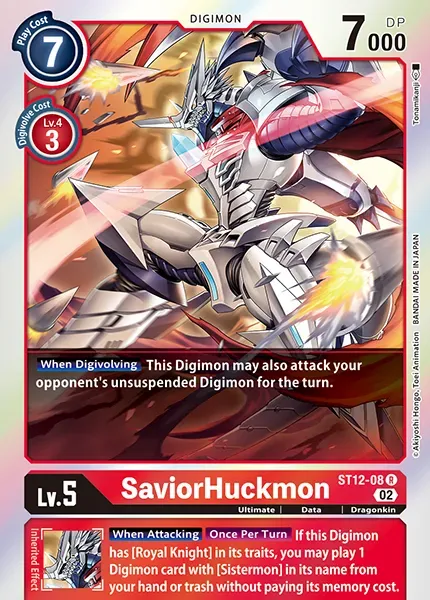 DIGIMON
Play Cost
7
7000
DP
Digivolve Cost
Lv.4
3
Tonamikanji
©Akiyoshi Hongo, Toei Animation BANDAI MADE IN JAPAN
When Digivolving This Digimon may also attack your
opponent's unsuspended Digimon for the turn.
Lv.5
SaviorHuckmon
ST12-08 R
02
Ultimate | Data | Dragonkin
Inherited Effect
When Attacking Once Per Turn If this Digimon
has [Royal Knight] in its traits, you may play 1
Digimon card with [Sistermon] in its name from
your hand or trash without paying its memory cost.